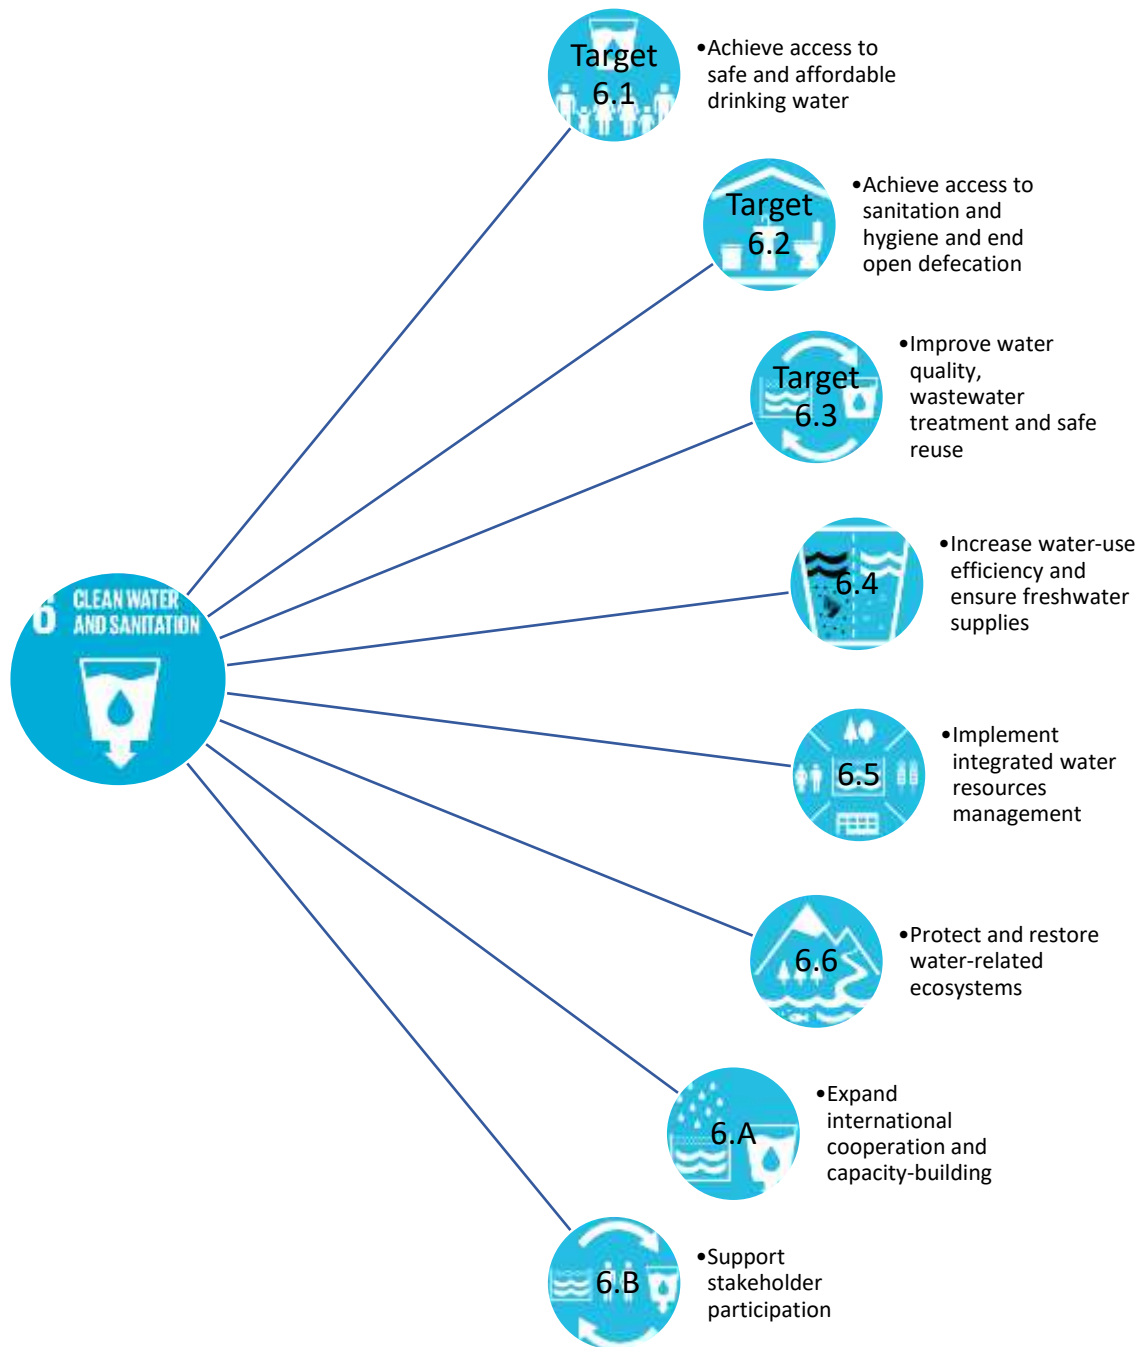 Target
6.1
•Achieve access to
safe and affordable
drinking water
Target
6.2
•Achieve access to
sanitation and
hygiene and end
open defecation
Target
6.3
•Improve water
quality,
wastewater
treatment and safe
reuse
6.4
•Increase water-use
efficiency and
ensure freshwater
supplies
6 CLEAN WATER
AND SANITATION
6.5
•Implement
integrated water
resources
management
6.6
•Protect and restore
water-related
ecosystems
6.A
•Expand
international
cooperation and
capacity-building
6.B
•Support
stakeholder
participation